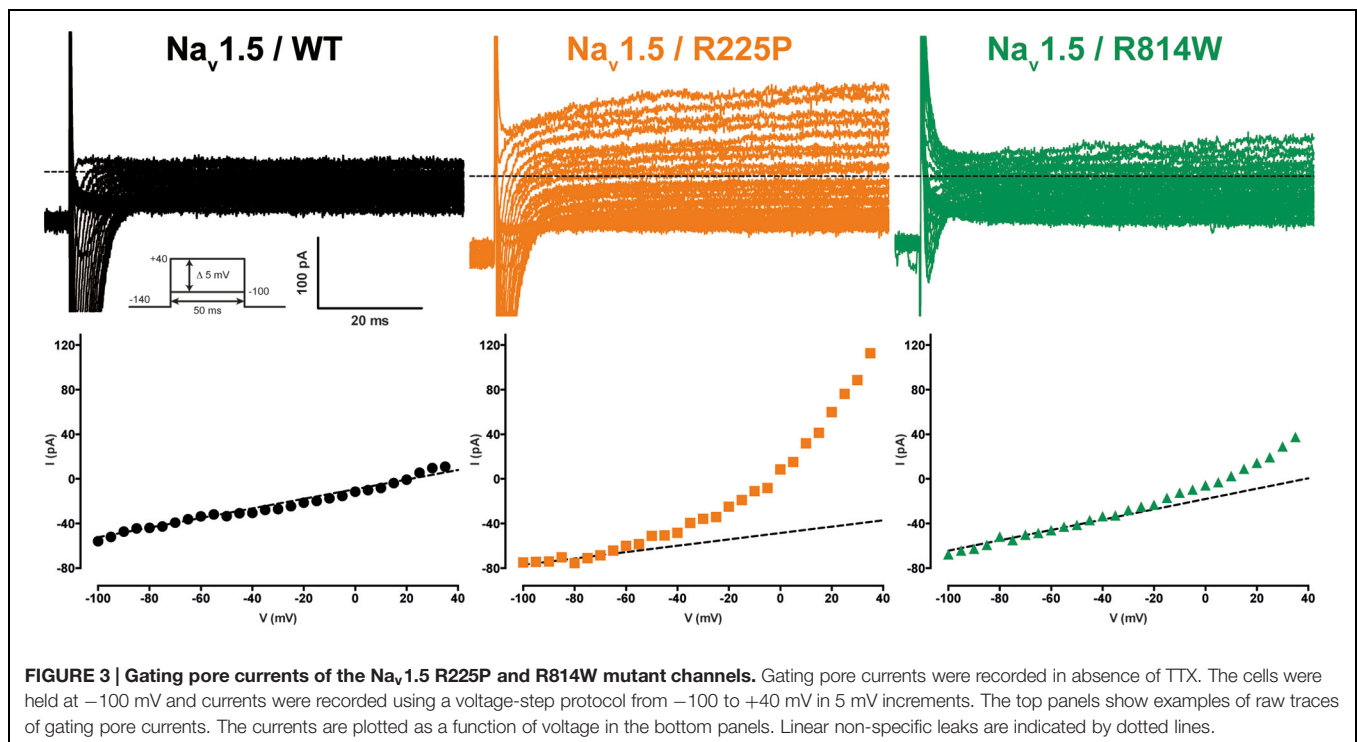 Nav1.5 / WT
Nav1.5 / R225P
Nav1.5 / R814W
+40
Δ 5 mV
-140
-100
50 ms
100 pA
20 ms
120
80
40
0
-40
-80
I (pA)
-100 -80 -60 -40 -20 0 20 40
V (mV)
120
80
40
0
-40
-80
I (pA)
-100 -80 -60 -40 -20 0 20 40
V (mV)
120
80
40
0
-40
-80
I (pA)
-100 -80 -60 -40 -20 0 20 40
V (mV)
FIGURE 3 | Gating pore currents of the Nav1.5 R225P and R814W mutant channels. Gating pore currents were recorded in absence of TTX. The cells were
held at −100 mV and currents were recorded using a voltage-step protocol from −100 to +40 mV in 5 mV increments. The top panels show examples of raw traces
of gating pore currents. The currents are plotted as a function of voltage in the bottom panels. Linear non-specific leaks are indicated by dotted lines.